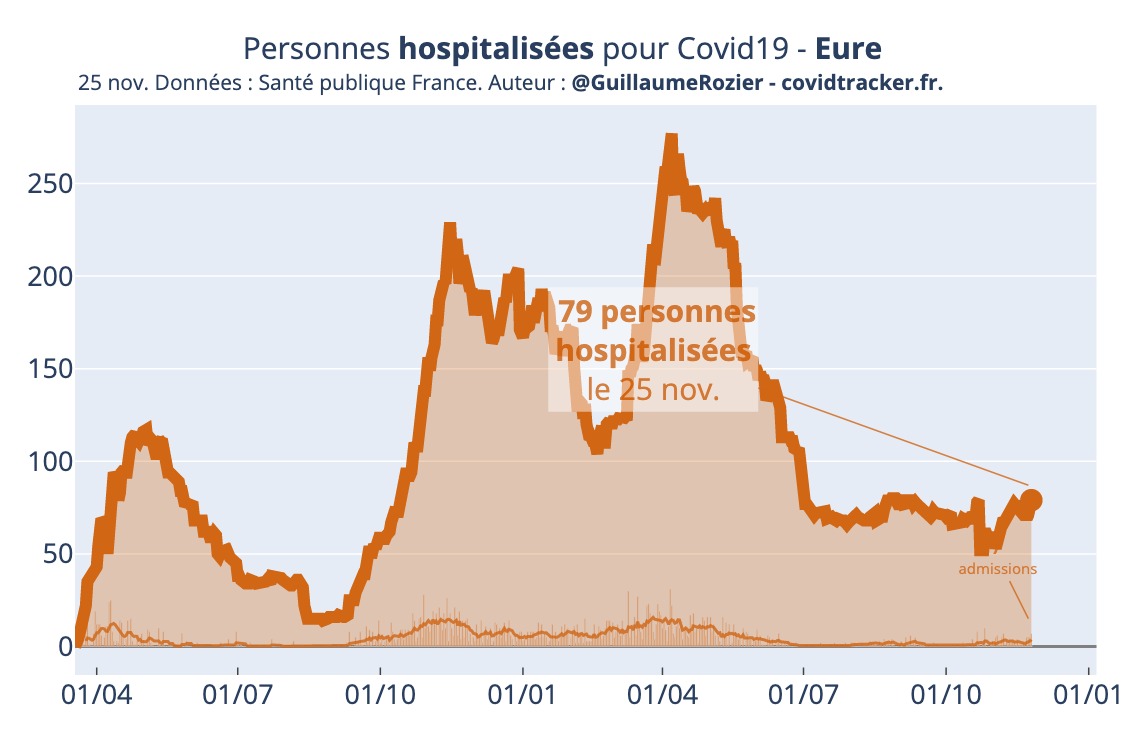 Personnes hospitalisées pour Covid19 - Eure
25 nov. Données : Santé publique France. Auteur : @GuillaumeRozier - covidtracker.fr.
250
200
150
100
50
0
79 personnes
hospitalisées
le 25 nov.
admissions
01/04 01/07 01/10 01/01 01/04 01/07 01/10 01/01